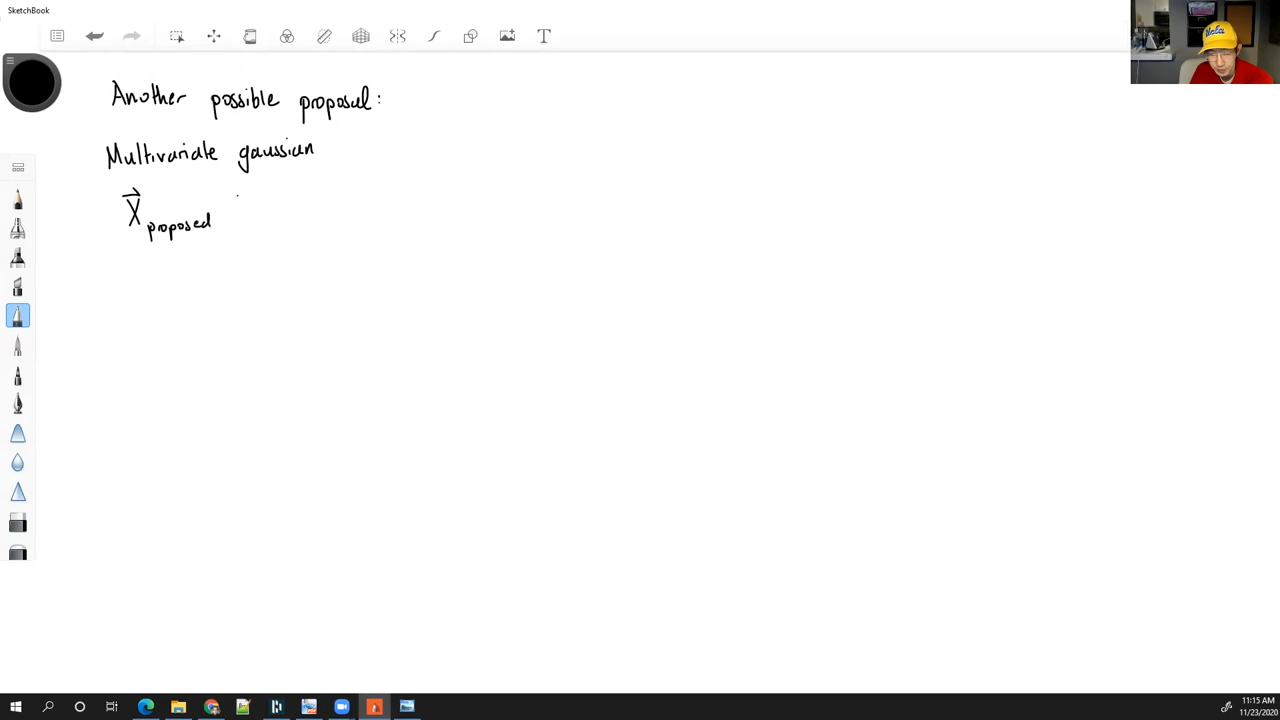 SketchBook
Another possible proposal:
Multivariate gaussian
X⃗ proposed
11:15 AM
11/23/2020